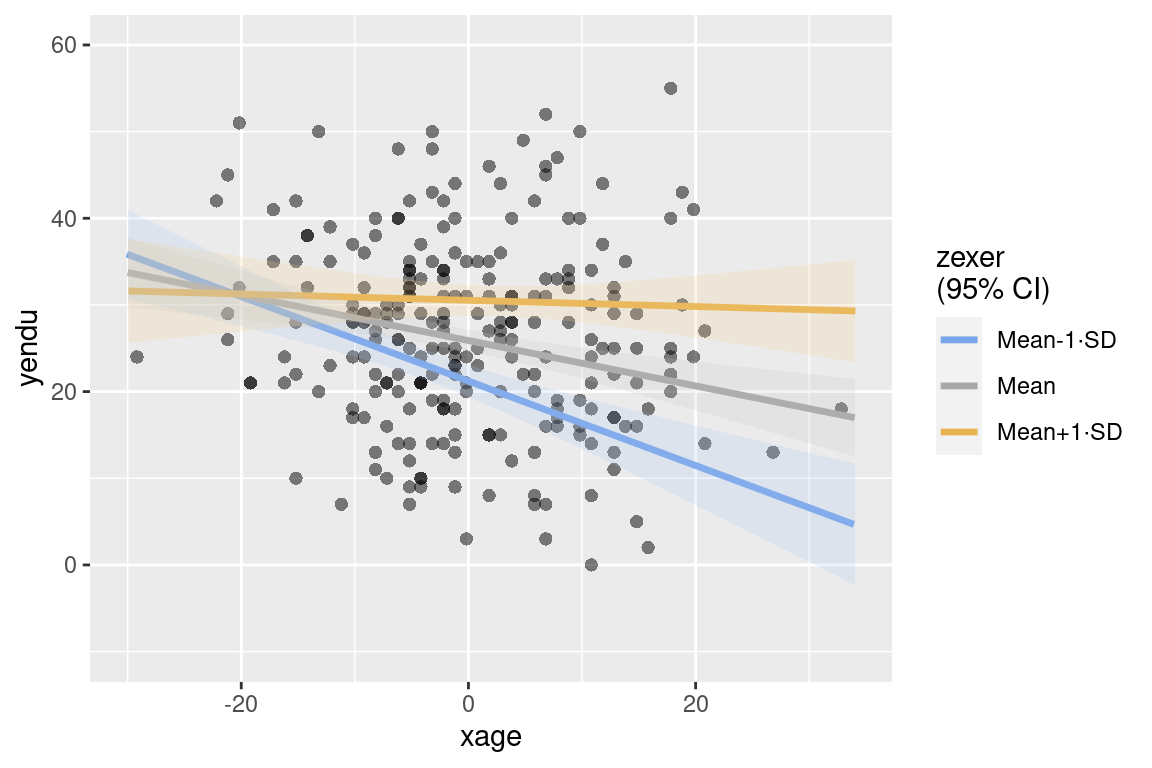 60
40
20
0
yendu
-20
0
20
xage
zexer
(95% CI)
Mean-1·SD
Mean
Mean+1·SD